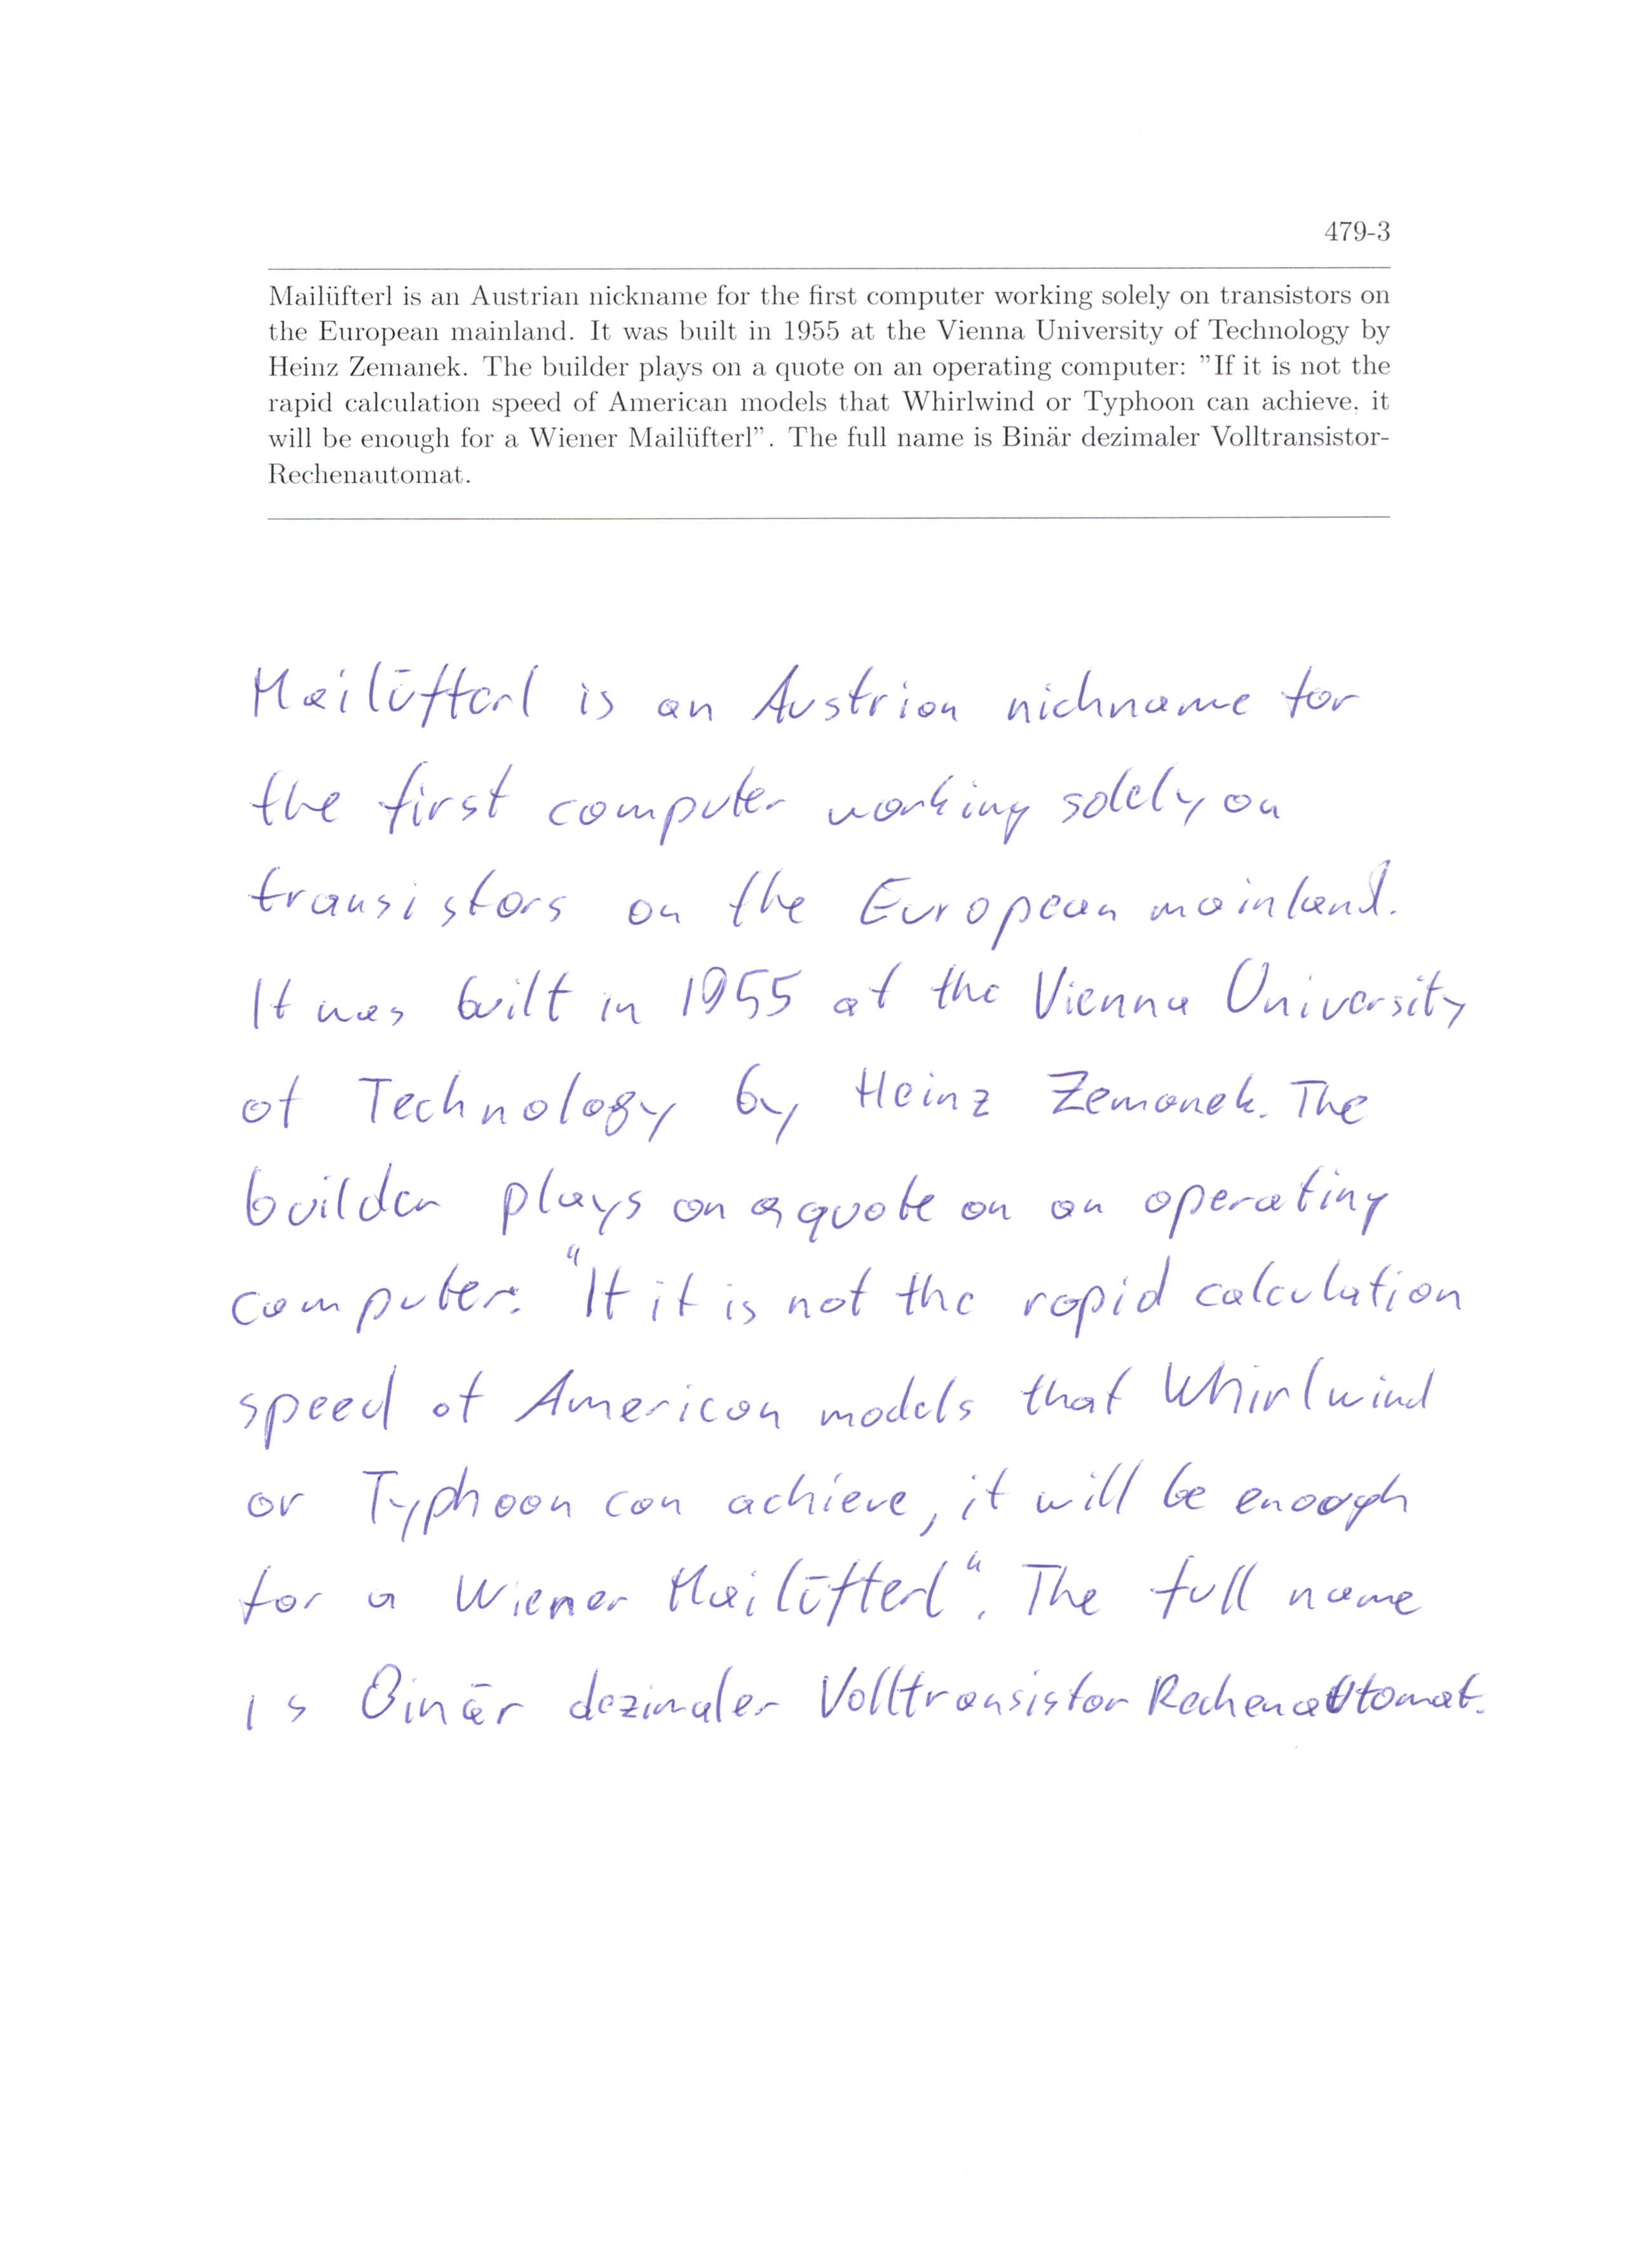 479-3
Mailüfterl is an Austrian nickname for the first computer working solely on transistors on
the European mainland. It was built in 1955 at the Vienna University of Technology by
Heinz Zemanek. The builder plays on a quote on an operating computer: "If it is not the
rapid calculation speed of American models that Whirlwind or Typhoon can achieve, it
will be enough for a Wiener Mailüfterl". The full name is Binär dezimaler Volltransistor-
Rechenautomat.
Mailüfterl is an Austrian nickname for
the first computer working solely on
transistors on the European mainland.
It was built in 1955 at the Vienna University
of Technology by Heinz Zemanek. The
builder plays on a quote on an operating
computer: "If it is not the rapid calculation
speed of American models that Whirlwind
or Typhoon can achieve, it will be enough
for a Wiener Mailüfterl". The full name
is Binär dezimaler Volltransistor Rechenautomat.